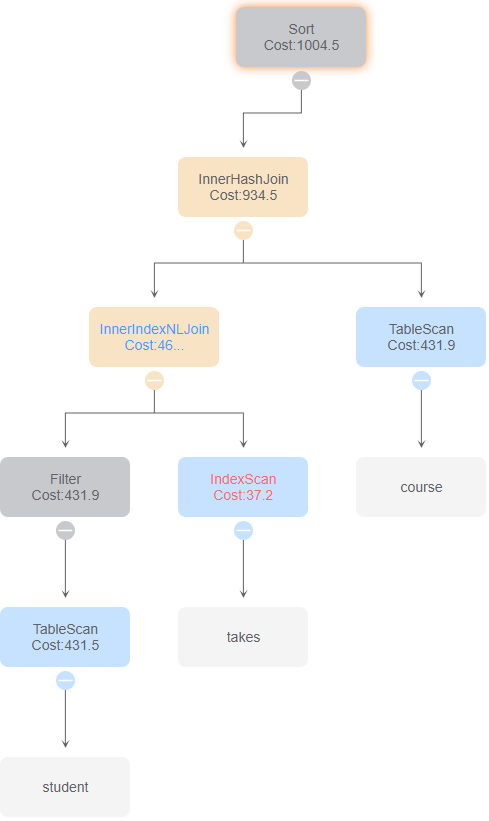 Sort
Cost:1004.5
InnerHashJoin
Cost:934.5
InnerIndexNLJoin
Cost:46...
TableScan
Cost:431.9
Filter
Cost:431.9
IndexScan
Cost:37.2
course
TableScan
Cost:431.5
takes
student